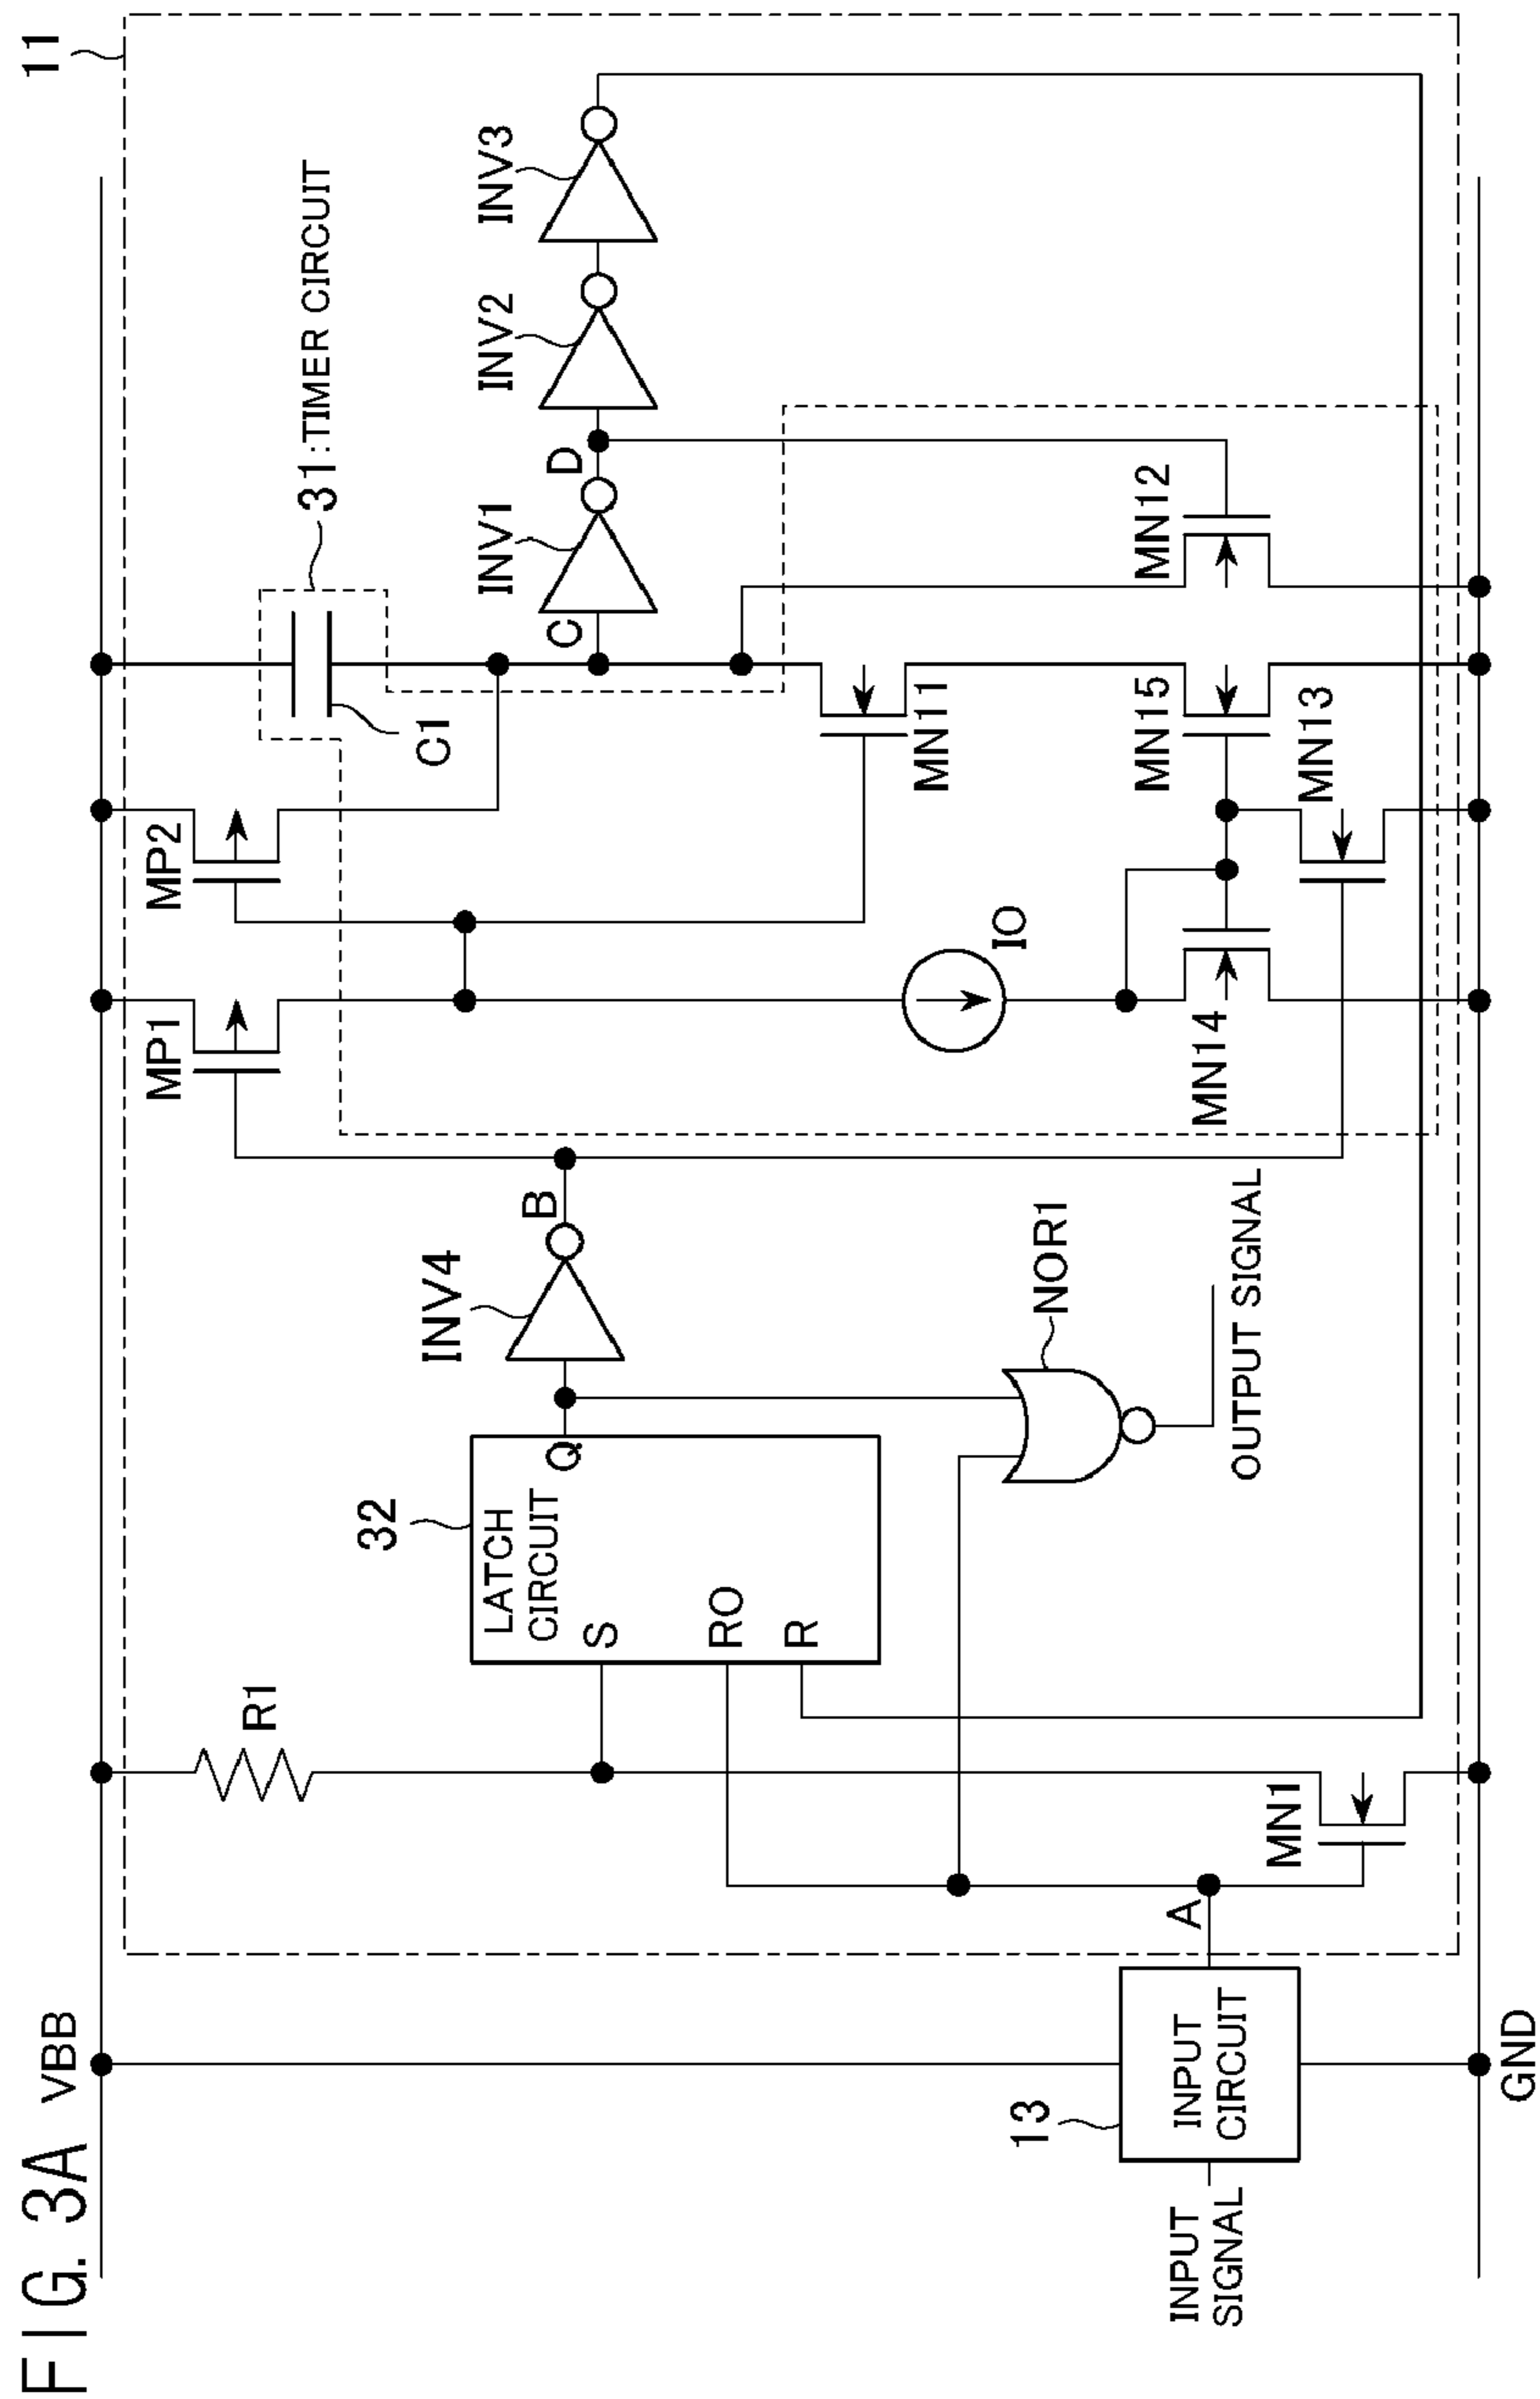 FIG. 3A
VBB
11
31:TIMER CIRCUIT
C1
MP1
MP2
INV1
INV2
INV3
C
D
R1
32
LATCH
CIRCUIT
S
Q
RO
R
INV4
B
IO
MN11
MN12
MN15
MN13
MN14
NOR1
OUTPUT SIGNAL
MN1
A
13
INPUT
CIRCUIT
INPUT
SIGNAL
GND